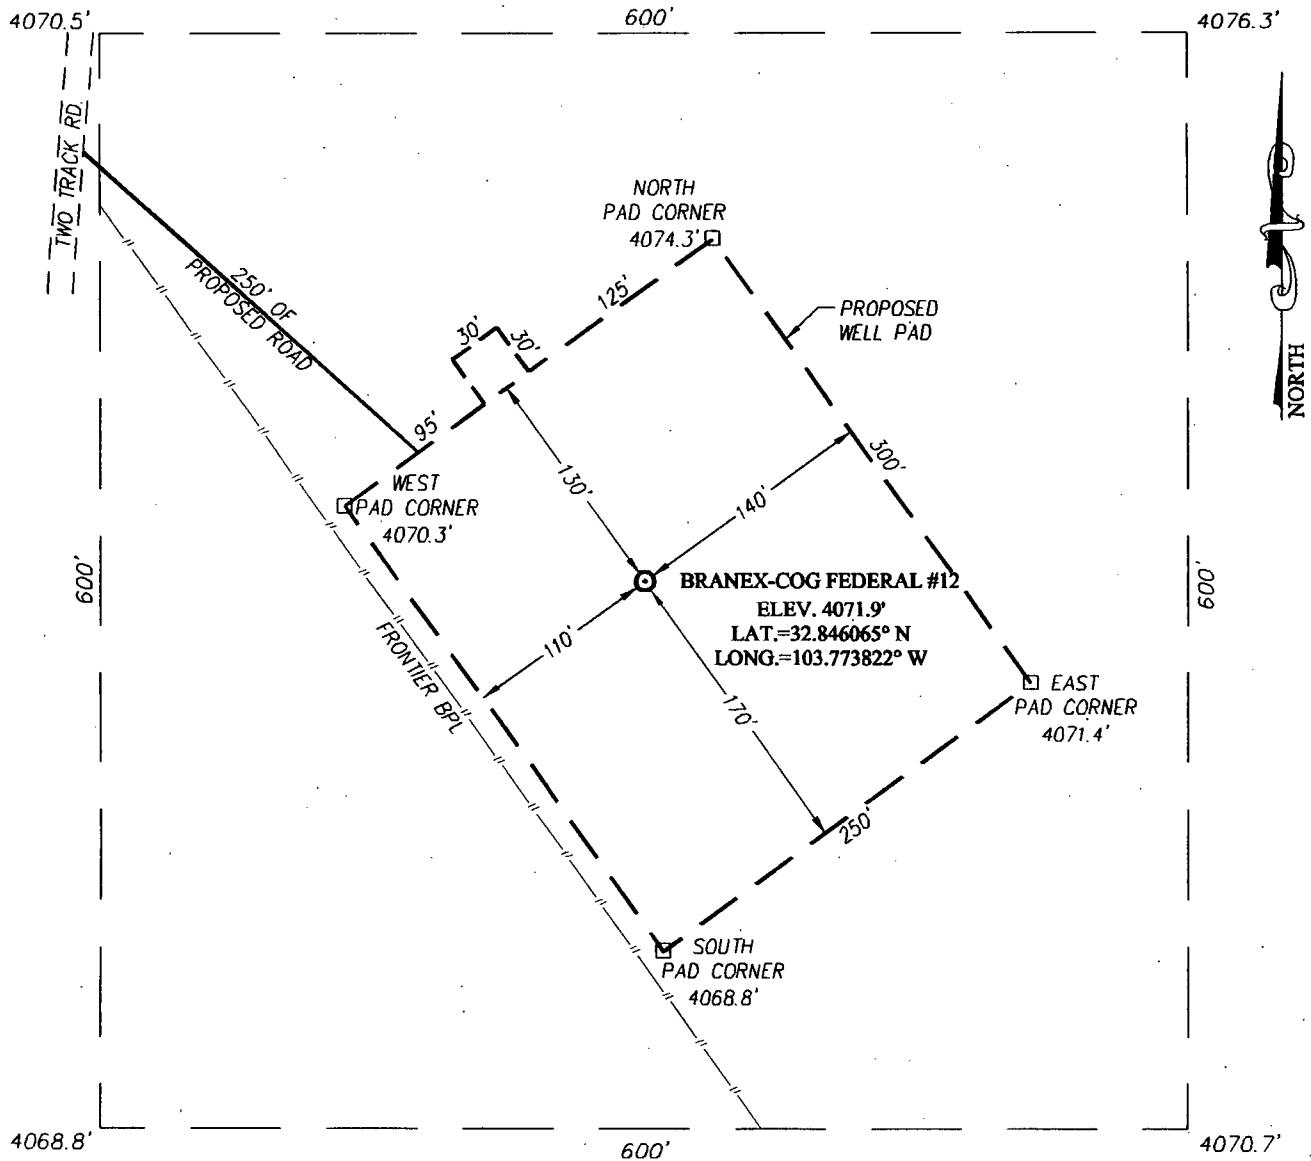 4070.5'
600'
4076.3'
TWO TRACK RD.
NORTH
PAD CORNER
4074.3'
250' OF
PROPOSED ROAD
30'
30'
125'
PROPOSED
WELL PAD
NORTH
95'
WEST
PAD CORNER
4070.3'
130'
140'
300'
600'
BRANEX-COG FEDERAL #12
ELEV. 4071.9'
LAT.=32.846065° N
LONG.=103.773822° W
600'
110'
FRONTIER BPL
170'
EAST
PAD CORNER
4071.4'
250'
SOUTH
PAD CORNER
4068.8'
4068.8'
600'
4070.7'